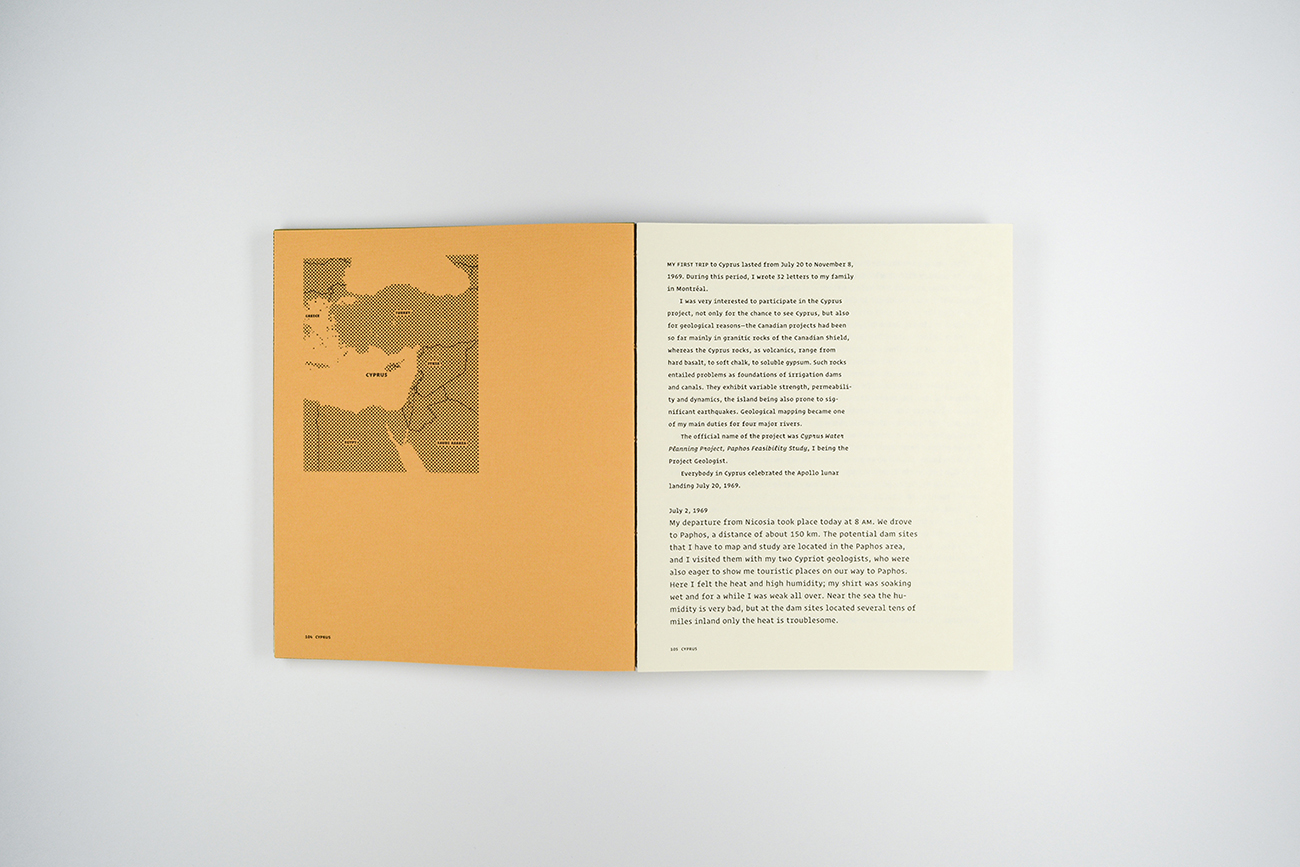 GREECE
TURKEY
CYPRUS
EGYPT
SAUDI ARABIA
104 CYPRUS
MY FIRST TRIP to Cyprus lasted from July 20 to November 8,
1969. During this period, I wrote 32 letters to my family
in Montréal.
I was very interested to participate in the Cyprus
project, not only for the chance to see Cyprus, but also
for geological reasons—the Canadian projects had been
so far mainly in granitic rocks of the Canadian Shield,
whereas the Cyprus rocks, as volcanics, range from
hard basalt, to soft chalk, to soluble gypsum. Such rocks
entailed problems as foundations of irrigation dams
and canals. They exhibit variable strength, permeabili-
ty and dynamics, the island being also prone to sig-
nificant earthquakes. Geological mapping became one
of my main duties for four major rivers.
The official name of the project was Cyprus Water
Planning Project, Paphos Feasibility Study, I being the
Project Geologist.
Everybody in Cyprus celebrated the Apollo lunar
landing July 20, 1969.
July 2, 1969
My departure from Nicosia took place today at 8 AM. We drove
to Paphos, a distance of about 150 km. The potential dam sites
that I have to map and study are located in the Paphos area,
and I visited them with my two Cypriot geologists, who were
also eager to show me touristic places on our way to Paphos.
Here I felt the heat and high humidity; my shirt was soaking
wet and for a while I was weak all over. Near the sea the hu-
midity is very bad, but at the dam sites located several tens of
miles inland only the heat is troublesome.
105 CYPRUS